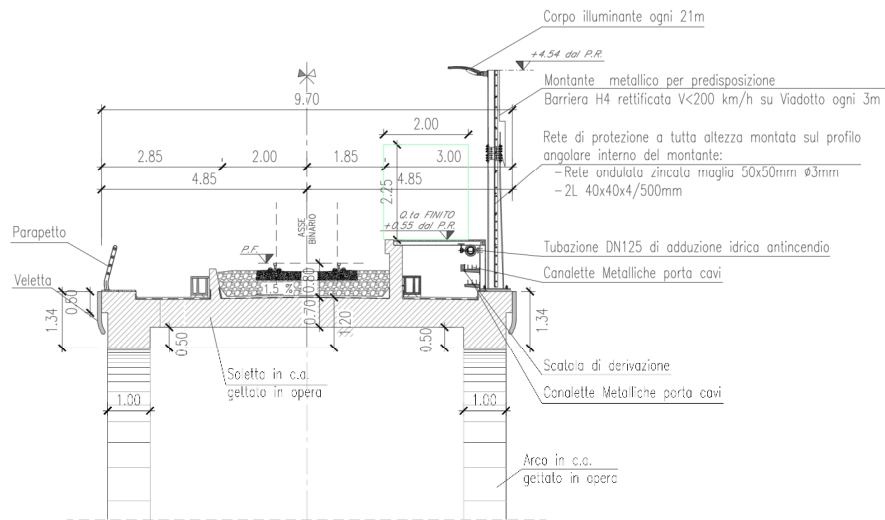 Corpo illuminante ogni 21m
+4.54 dal P.R.
Montante metallico per predisposizione
Barriera H4 rettificata V<200 km/h su Viadotto ogni 3m
9.70
2.00
Rete di protezione a tutta altezza montata sul profilo
angolare interno del montante:
-Rete ondulata zincata maglia 50x50mm ø3mm
-2L 40x40x4/500mm
2.85
2.00
1.85
3.00
4.85
4.85
2.25
Q.ta FINITO
+0.55 dal P.R.
ASSE
BINARIO
Parapetto
P.F.
Tubazione DN125 di adduzione idrica antincendio
Canalette Metalliche porta cavi
Veletta
0.80
1.5 %
1.34
0.70
1.20
1.34
0.50
0.50
Scatola di derivazione
Soletta in c.a.
gettato in opera
Canalette Metalliche porta cavi
1.00
1.00
Arco in c.a.
gettato in opera